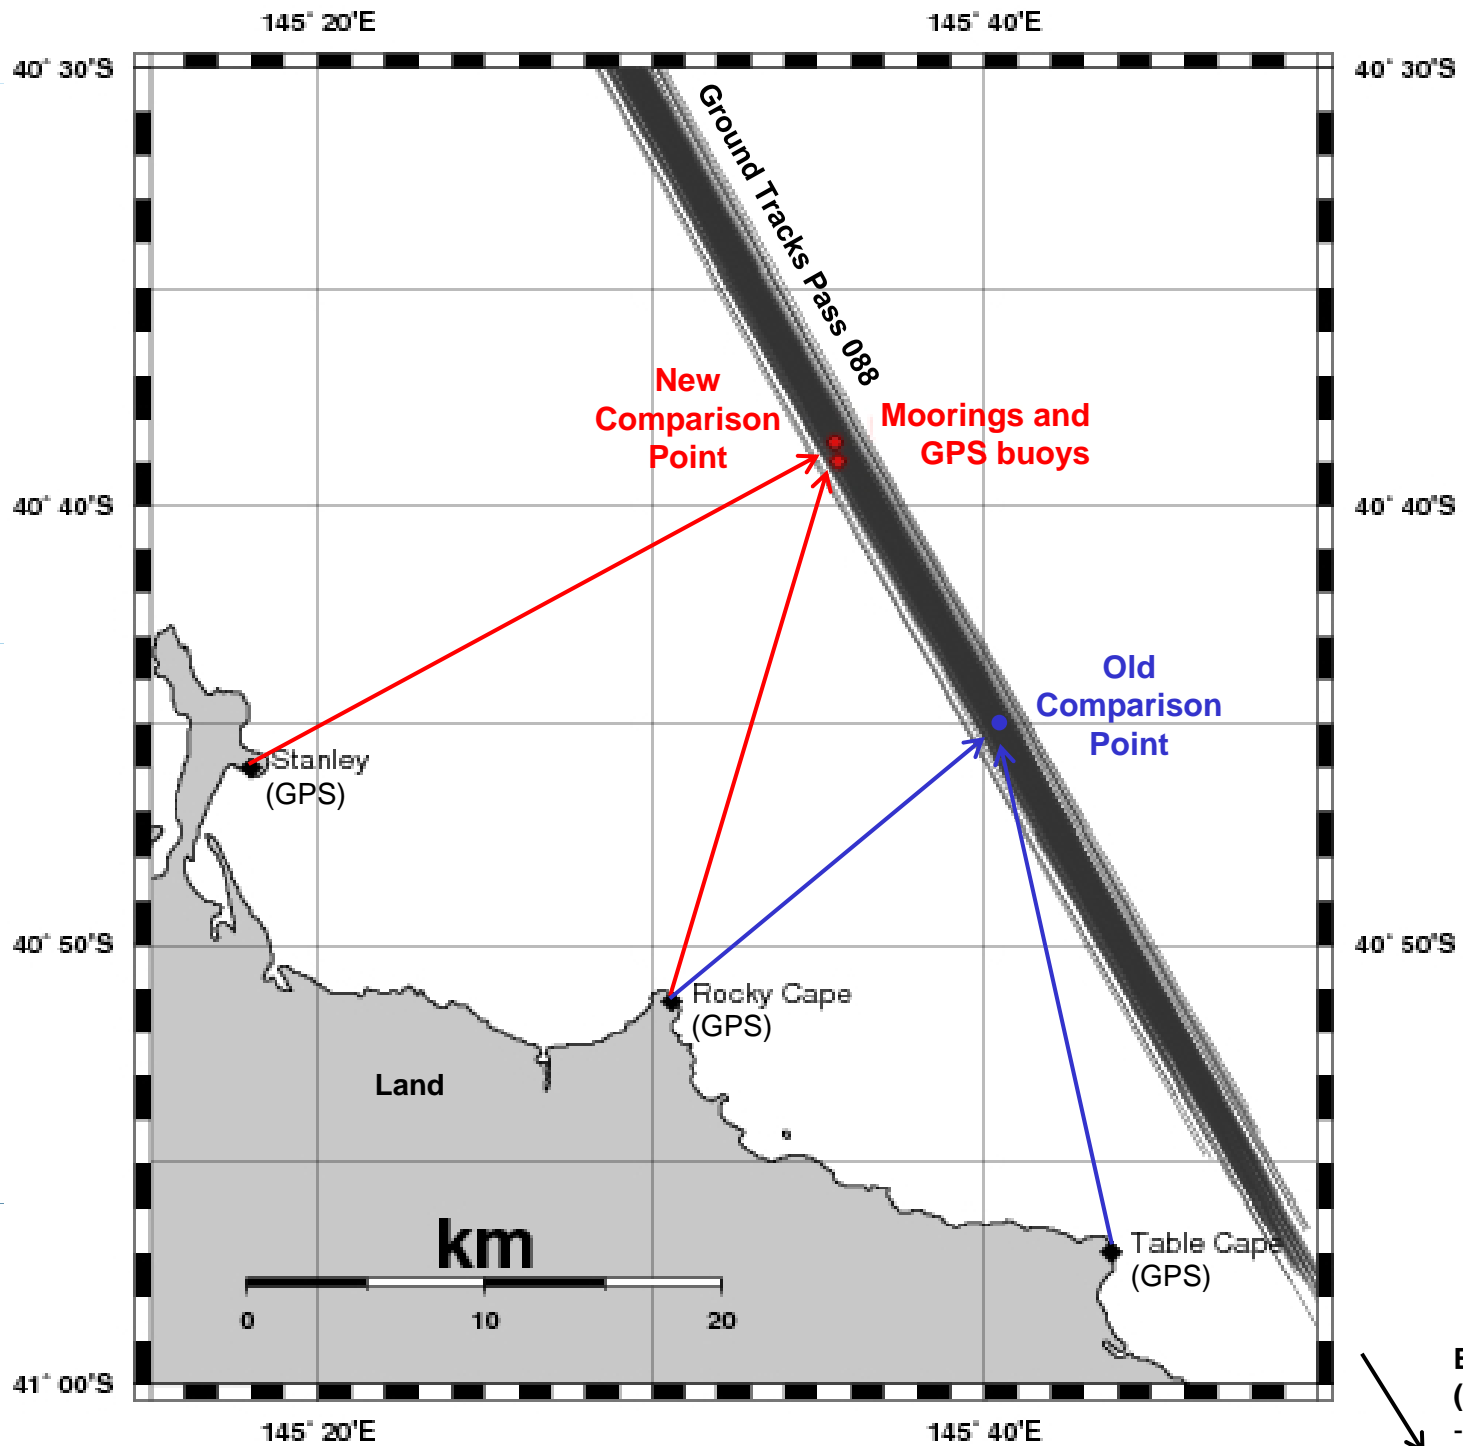 145° 20'E
145° 40'E
40° 30'S
40° 30'S
Ground Tracks Pass 088
New
Comparison
Point
Moorings and
GPS buoys
40° 40'S
40° 40'S
Old
Comparison
Point
Stanley
(GPS)
40° 50'S
40° 50'S
Rocky Cape
(GPS)
Land
km
Table Cape
(GPS)
0
10
20
41° 00'S
145° 20'E
145° 40'E
(
-